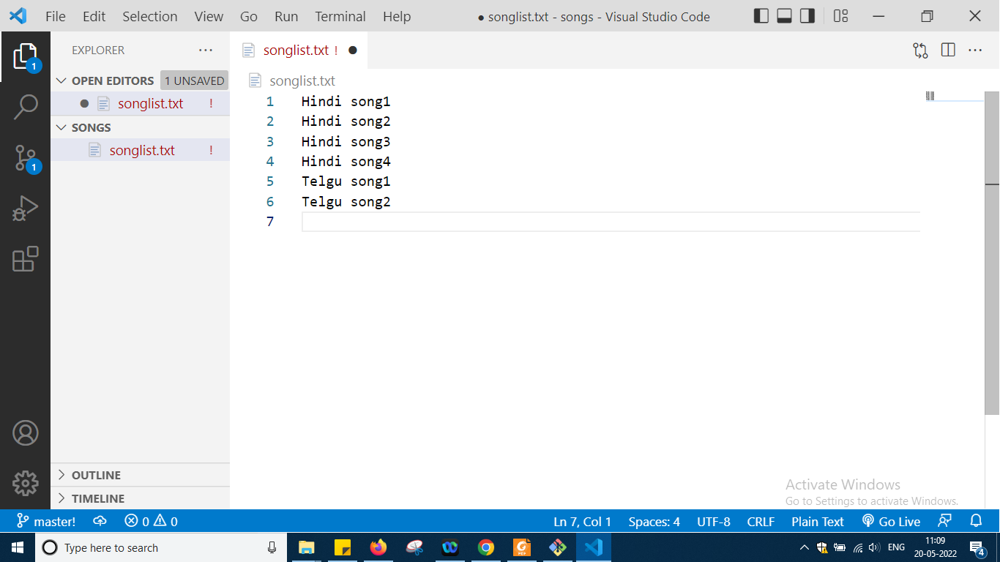 File Edit Selection View Go Run Terminal Help ● songlist.txt - songs - Visual Studio Code
EXPLORER ···
songlist.txt ! ●
1
OPEN EDITORS 1 UNSAVED
songlist.txt
● songlist.txt !
SONGS
songlist.txt !
1
1 Hindi song1
2 Hindi song2
3 Hindi song3
4 Hindi song4
5 Telgu song1
6 Telgu song2
7
OUTLINE
TIMELINE
Activate Windows
Go to Settings to activate Windows.
master! 0 0 Ln 7, Col 1 Spaces: 4 UTF-8 CRLF Plain Text Go Live
Type here to search
PDF
ENG
11:09
20-05-2022
4